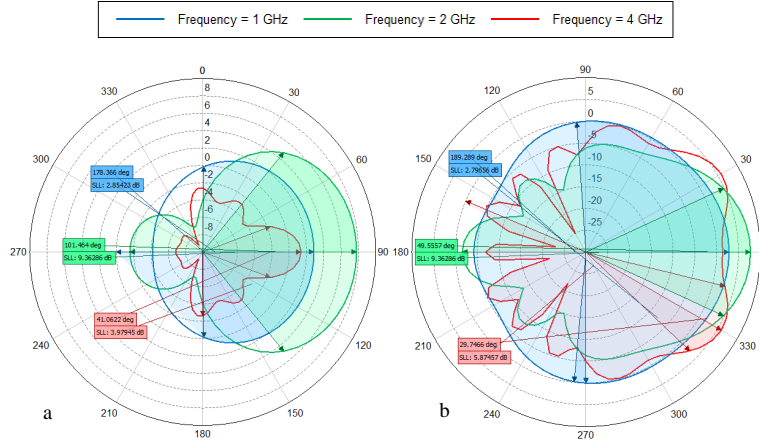 Frequency = 1 GHz Frequency = 2 GHz Frequency = 4 GHz
0
330 30
300 60
270 90
240 120
210 150
180
8
6
4
2
0
-2
-4
-6
-8
178.366 deg
SLL: 2.85423 dB
101.464 deg
SLL: 9.36286 dB
41.0622 deg
SLL: 3.97945 dB
a
90
120 60
150
180
210 330
240 300
270
5
0
-5
-10
-15
-20
-25
189.289 deg
SLL: 2.79656 dB
49.5557 deg
SLL: 9.36286 dB
29.7466 deg
SLL: 5.87457 dB
b